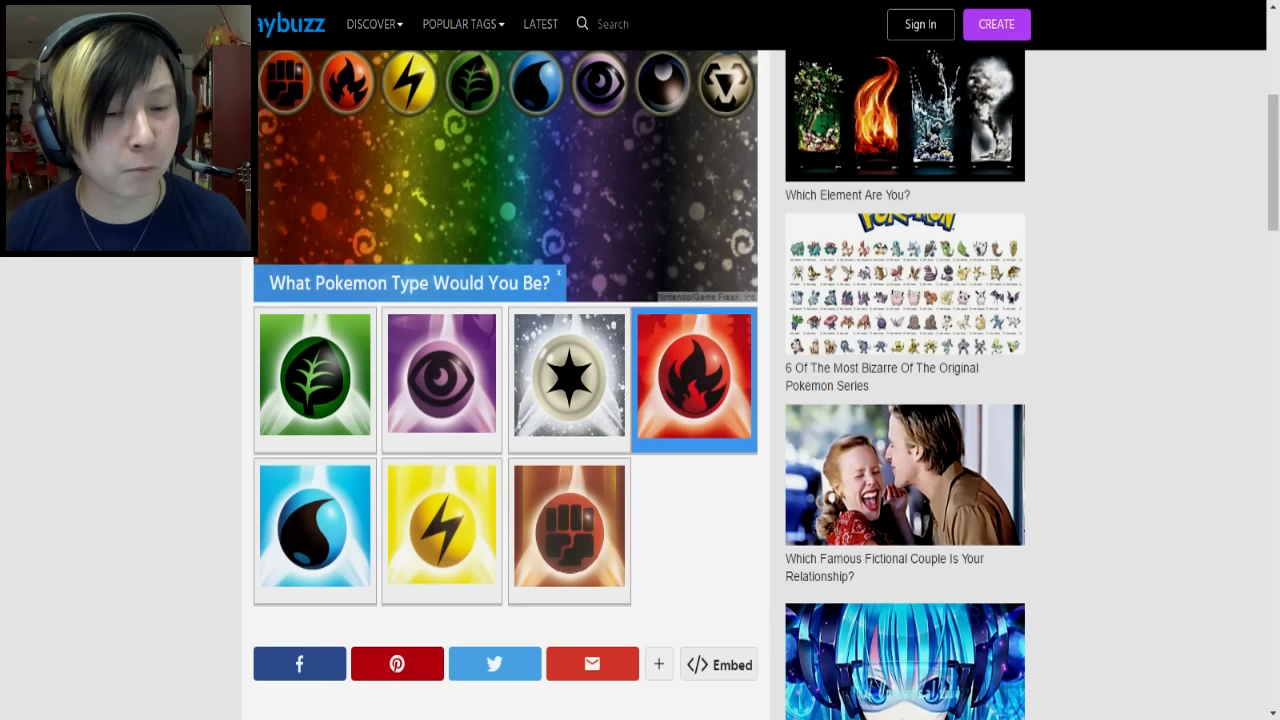 aybuzz
DISCOVER
POPULAR TAGS
LATEST
Search
Sign In
CREATE
What Pokemon Type Would You Be?
x
Nintendo/Game Freak, Inc
Which Element Are You?
POKéMON
6 Of The Most Bizarre Of The Original
Pokemon Series
Which Famous Fictional Couple Is Your
Relationship?
Embed